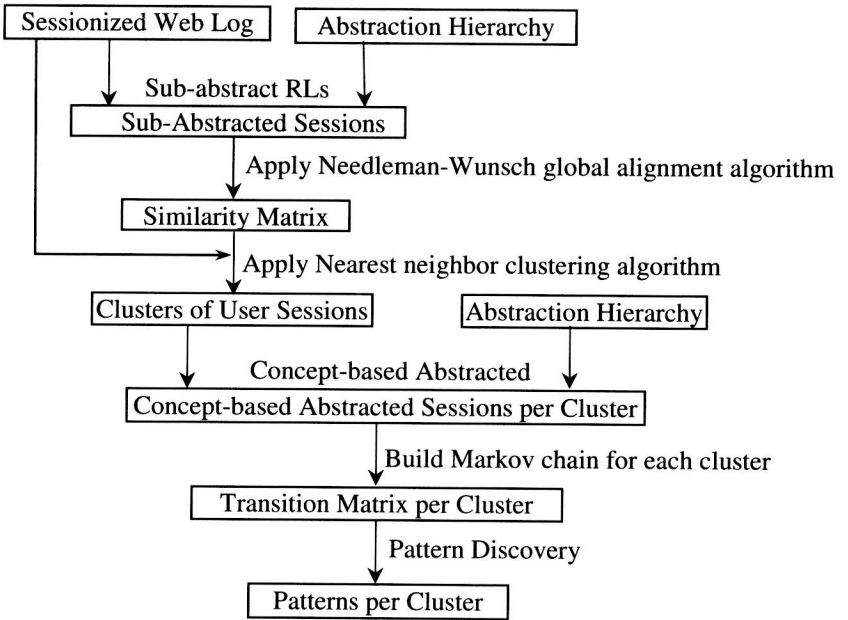 Sessionized Web Log
Abstraction Hierarchy
Sub-abstract RLs
Sub-Abstracted Sessions
Apply Needleman-Wunsch global alignment algorithm
Similarity Matrix
Apply Nearest neighbor clustering algorithm
Clusters of User Sessions
Abstraction Hierarchy
Concept-based Abstracted
Concept-based Abstracted Sessions per Cluster
Build Markov chain for each cluster
Transition Matrix per Cluster
Pattern Discovery
Patterns per Cluster